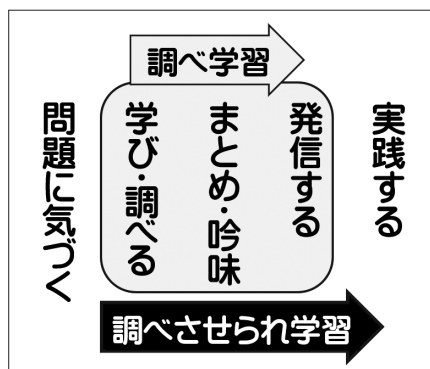 調べ学習
問題に気づく
学び・調べる
まとめ・吟味
発信する
実践する
調べさせられ学習